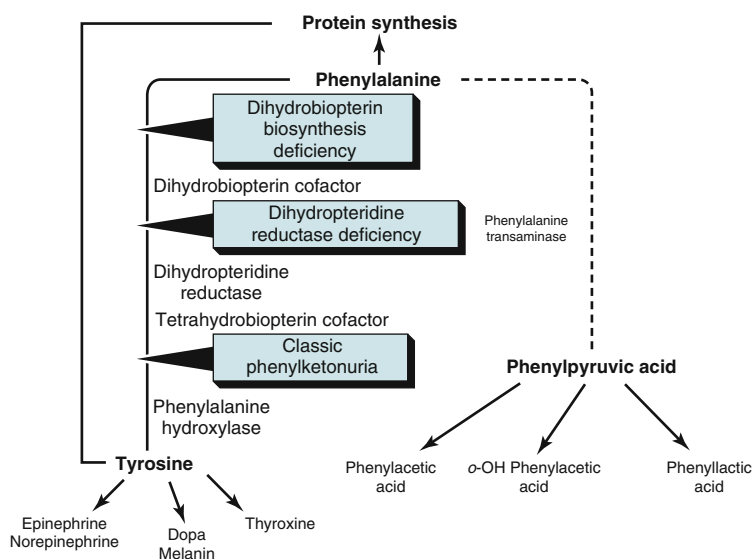 Protein synthesis
Phenylalanine
Dihydrobiopterin
biosynthesis
deficiency
Dihydrobiopterin cofactor
Dihydropteridine
reductase deficiency
Phenylalanine
transaminase
Dihydropteridine
reductase
Tetrahydrobiopterin cofactor
Classic
phenylketonuria
Phenylpyruvic acid
Phenylalanine
hydroxylase
Tyrosine
Phenylacetic
acid
o-OH Phenylacetic
acid
Phenyllactic
acid
Epinephrine
Norepinephrine
Dopa
Melanin
Thyroxine